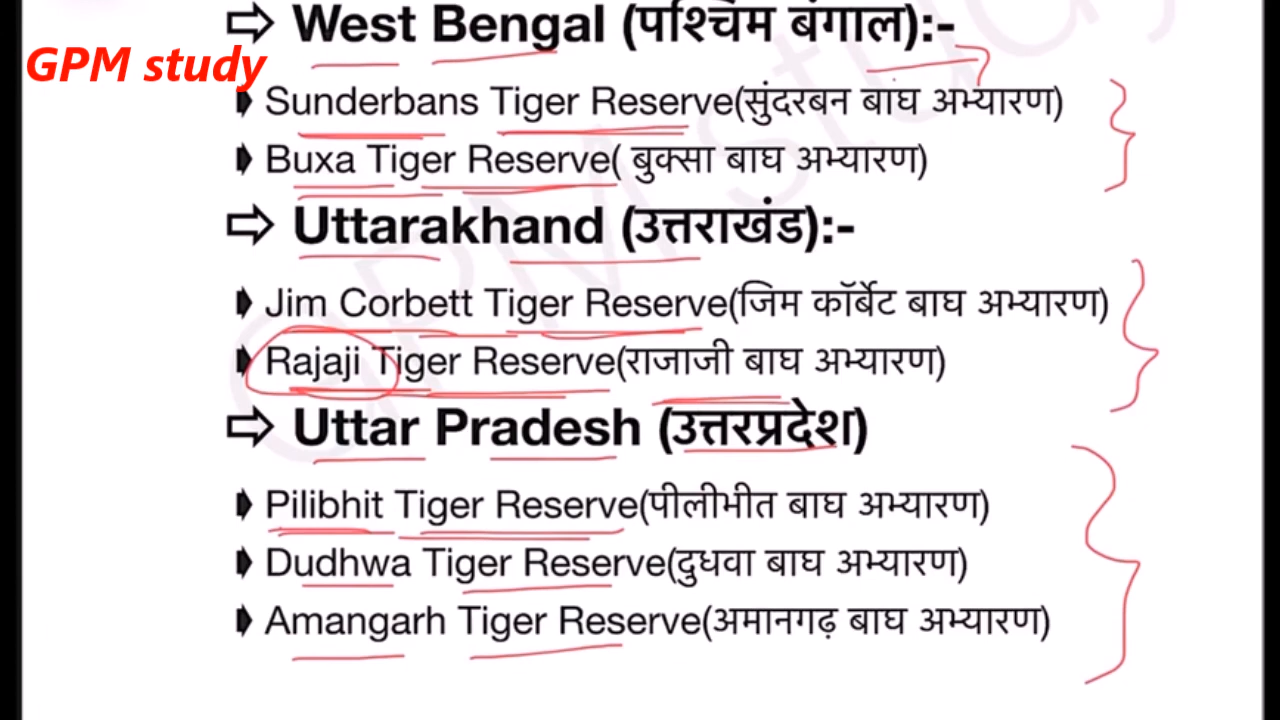 ⇨ West Bengal (पश्चिम बंगाल):-
GPM study
Sunderbans Tiger Reserve(सुंदरबन बाघ अभ्यारण)
Buxa Tiger Reserve( बुक्सा बाघ अभ्यारण)
⇨ Uttarakhand (उत्तराखंड):-
Jim Corbett Tiger Reserve(जिम कॉर्बेट बाघ अभ्यारण)
Rajaji Tiger Reserve(राजाजी बाघ अभ्यारण)
⇨ Uttar Pradesh (उत्तरप्रदेश)
Pilibhit Tiger Reserve(पीलीभीत बाघ अभ्यारण)
Dudhwa Tiger Reserve(दुधवा बाघ अभ्यारण)
Amangarh Tiger Reserve(अमानगढ़ बाघ अभ्यारण)
GPM study